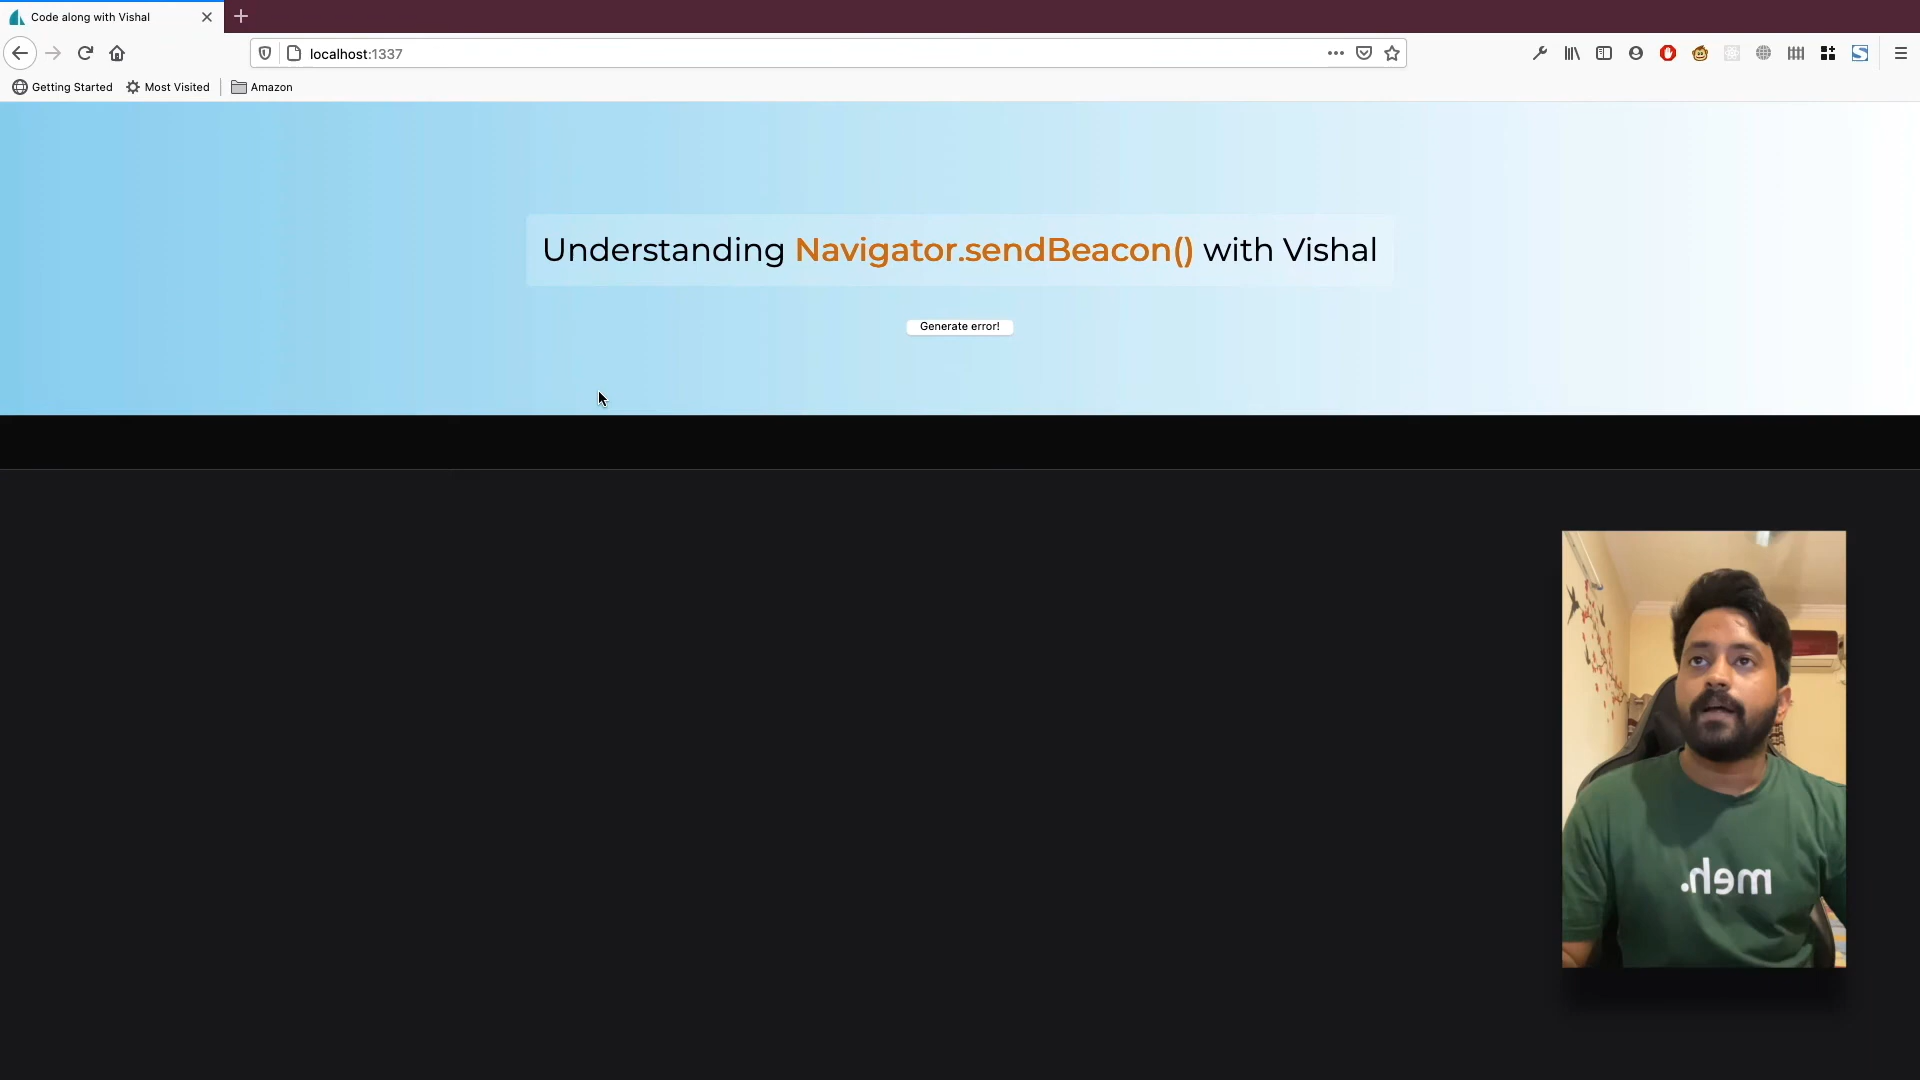 Code along with Vishal
localhost:1337
Getting Started
Most Visited
Amazon
Understanding Navigator.sendBeacon() with Vishal
Generate error!
meh.